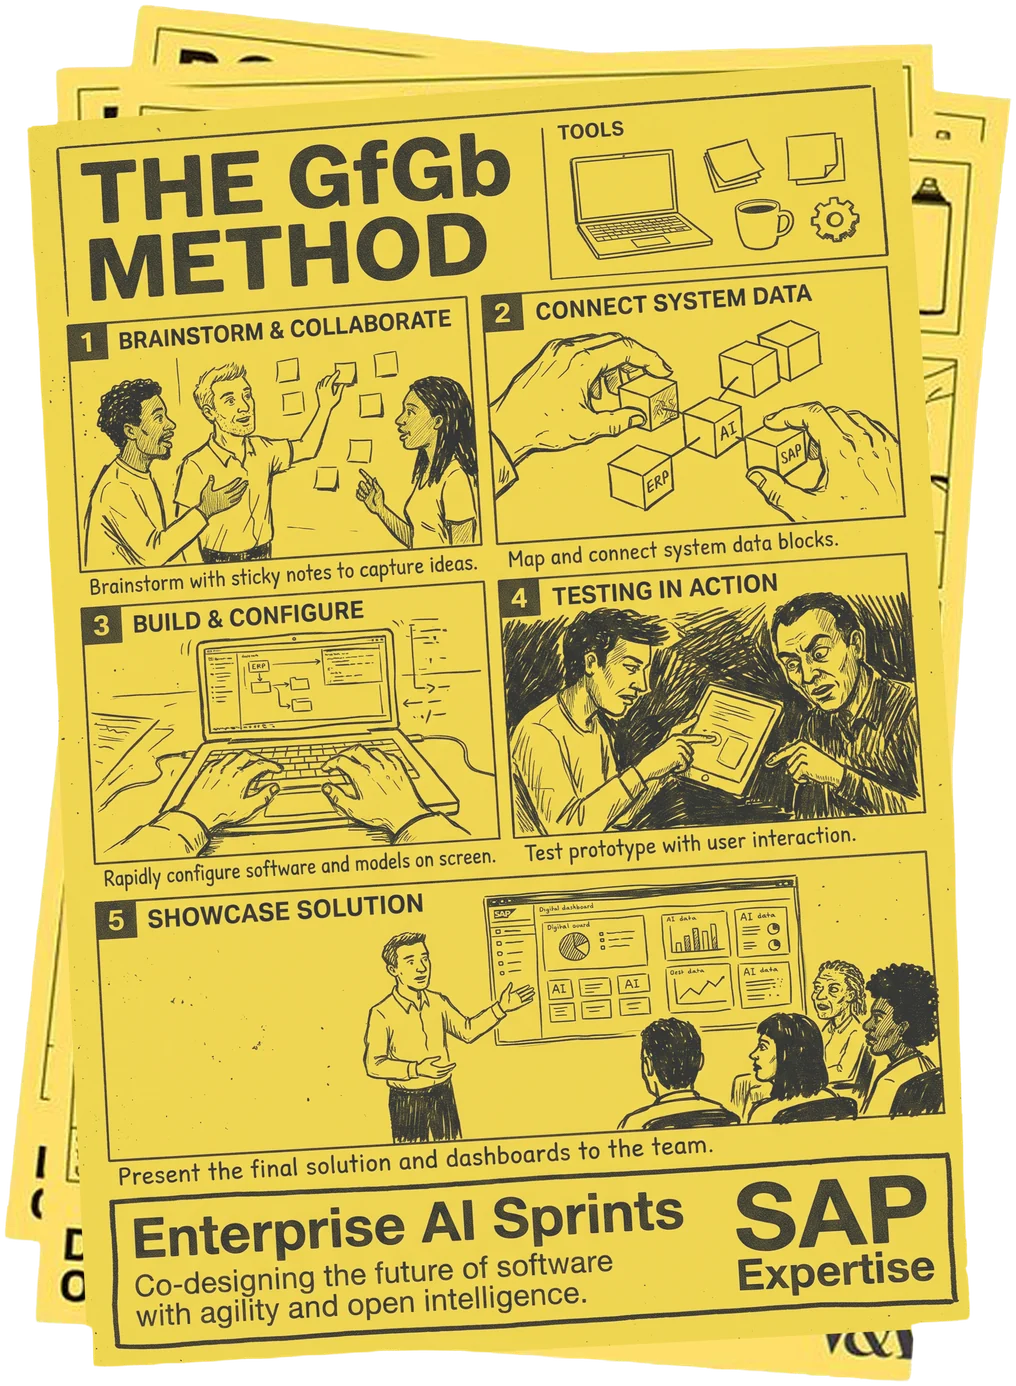 THE GfGb
METHOD
TOOLS
1 BRAINSTORM & COLLABORATE
Brainstorm with sticky notes to capture ideas.
2 CONNECT SYSTEM DATA
ERP
AI
SAP
Map and connect system data blocks.
3 BUILD & CONFIGURE
ERP
Rapidly configure software and models on screen.
4 TESTING IN ACTION
Test prototype with user interaction.
5 SHOWCASE SOLUTION
SAP
Digital dashboard
AI data
AI data
AI
AI
AI data
Present the final solution and dashboards to the team.
Enterprise AI Sprints
Co-designing the future of software
with agility and open intelligence.
SAP
Expertise